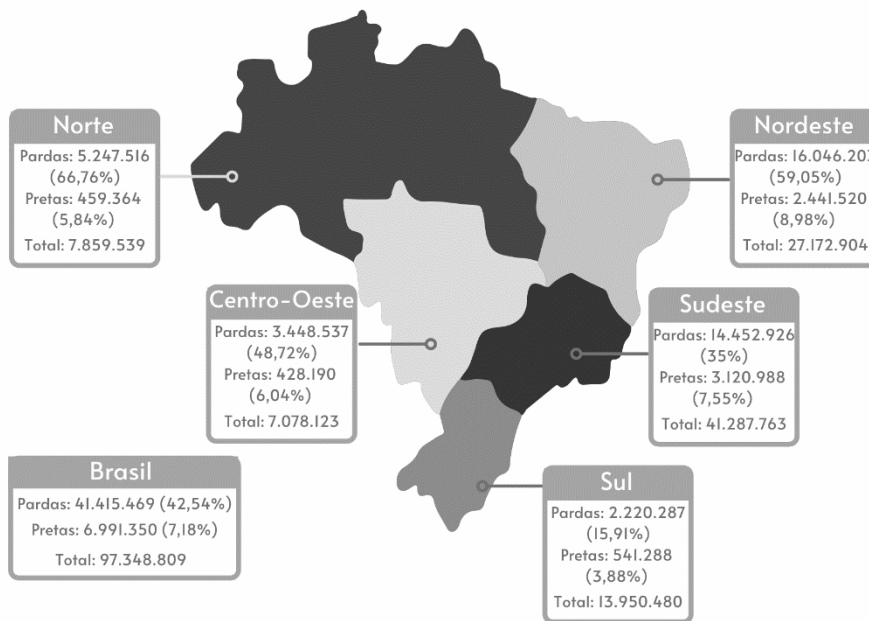 Norte
Pardas: 5.247.516
(66,76%)
Pretas: 459.364
(5,84%)
Total: 7.859.539
Nordeste
Pardas: 16.046.203
(59,05%)
Pretas: 2.441.520
(8,98%)
Total: 27.172.904
Centro-Oeste
Pardas: 3.448.537
(48,72%)
Pretas: 428.190
(6,04%)
Total: 7.078.123
Sudeste
Pardas: 14.452.926
(35%)
Pretas: 3.120.988
(7,55%)
Total: 41.287.763
Brasil
Pardas: 41.415.469 (42,54%)
Pretas: 6.991.350 (7,18%)
Total: 97.348.809
Sul
Pardas: 2.220.287
(15,91%)
Pretas: 541.288
(3,88%)
Total: 13.950.480